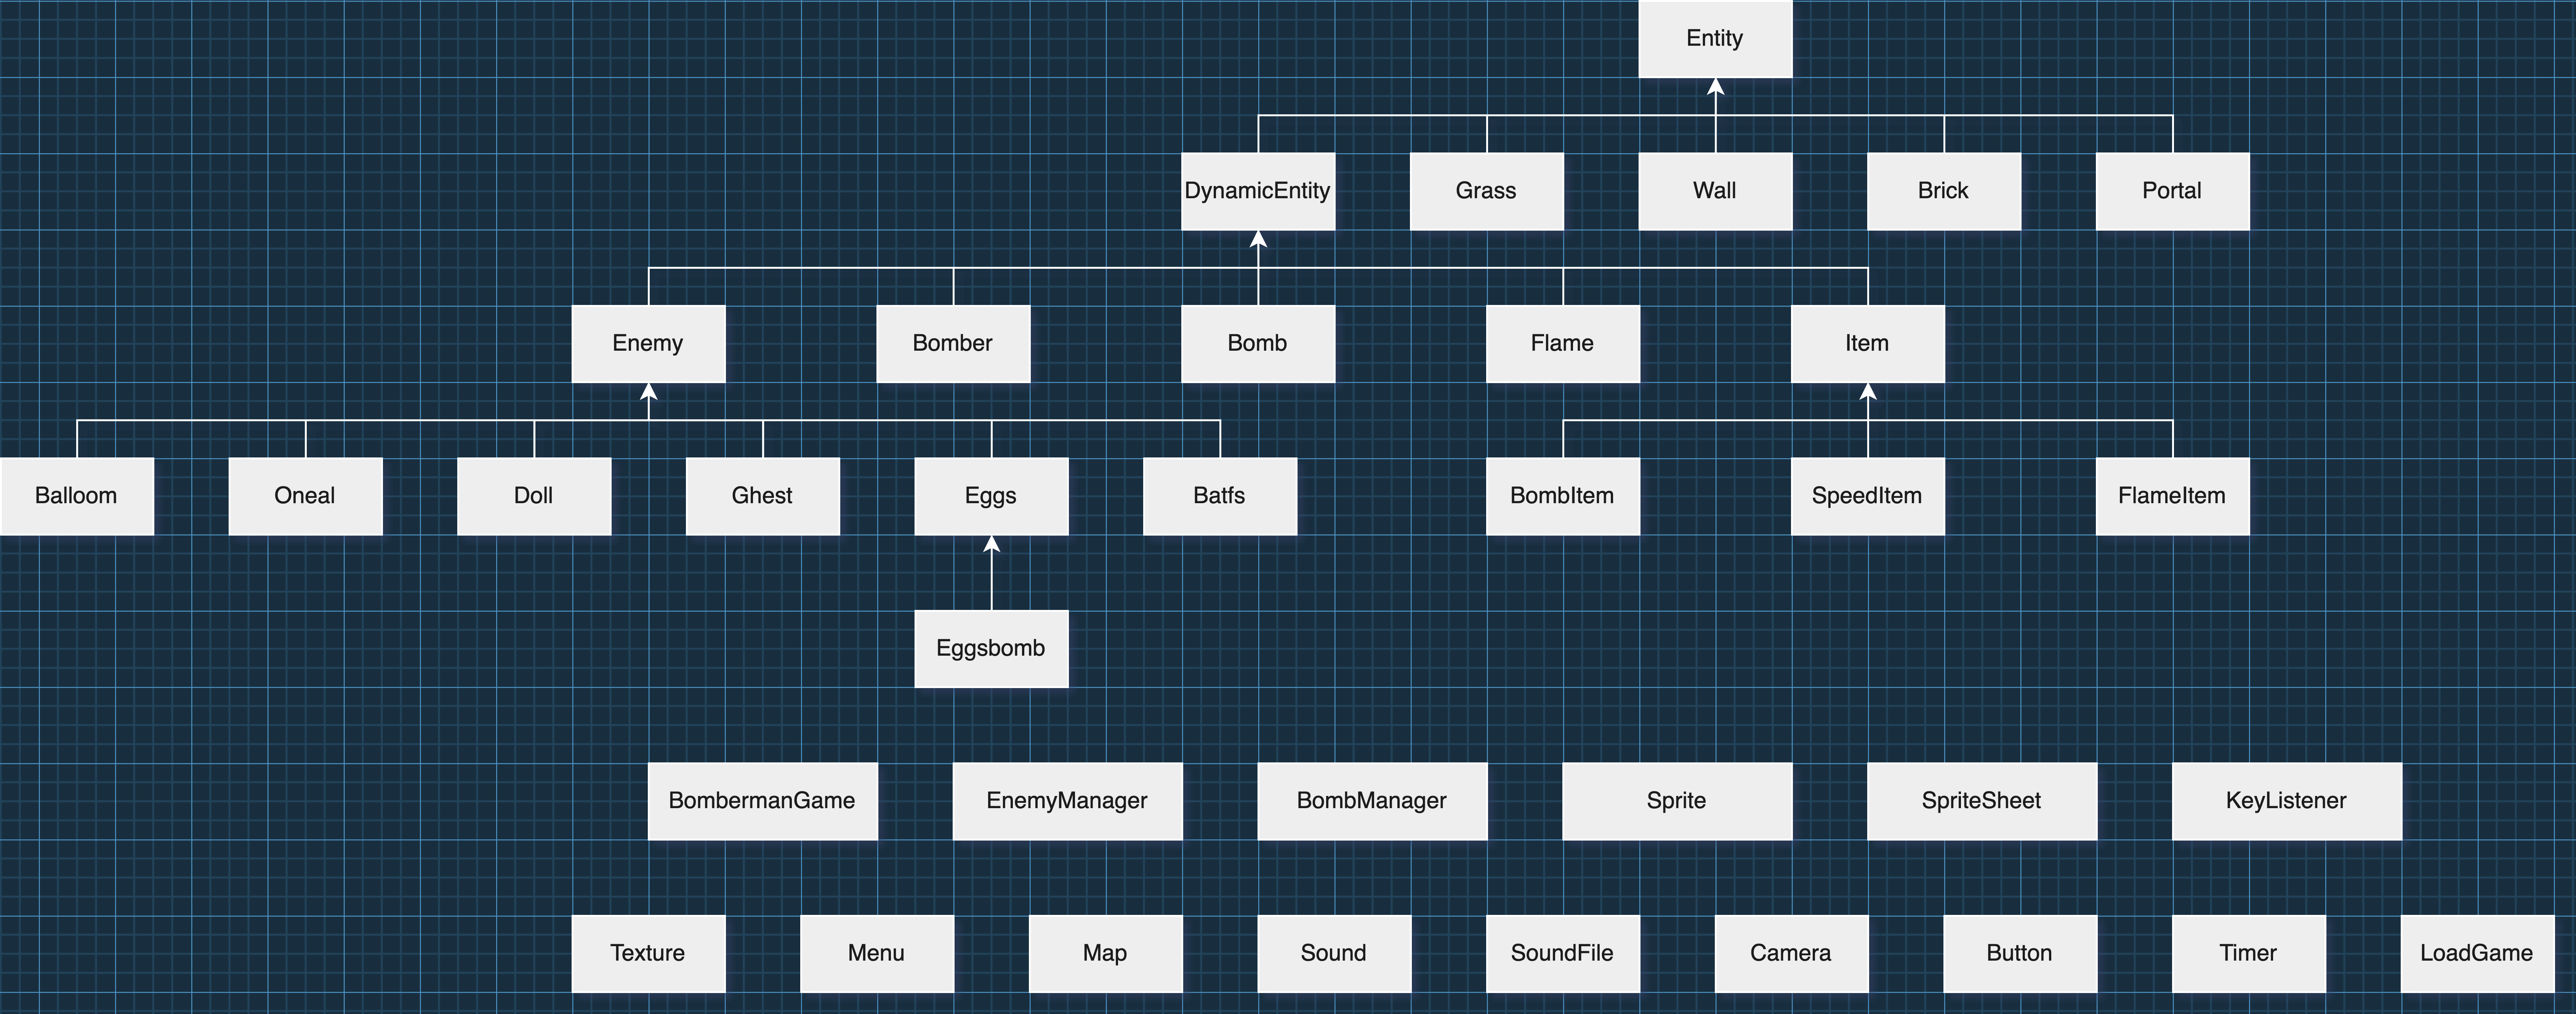 Entity
DynamicEntity
Grass
Wall
Brick
Portal
Enemy
Bomber
Bomb
Flame
Item
Balloom
Oneal
Doll
Ghest
Eggs
Batfs
BombItem
SpeedItem
FlameItem
Eggsbomb
BombermanGame
EnemyManager
BombManager
Sprite
SpriteSheet
KeyListener
Texture
Menu
Map
Sound
SoundFile
Camera
Button
Timer
LoadGame